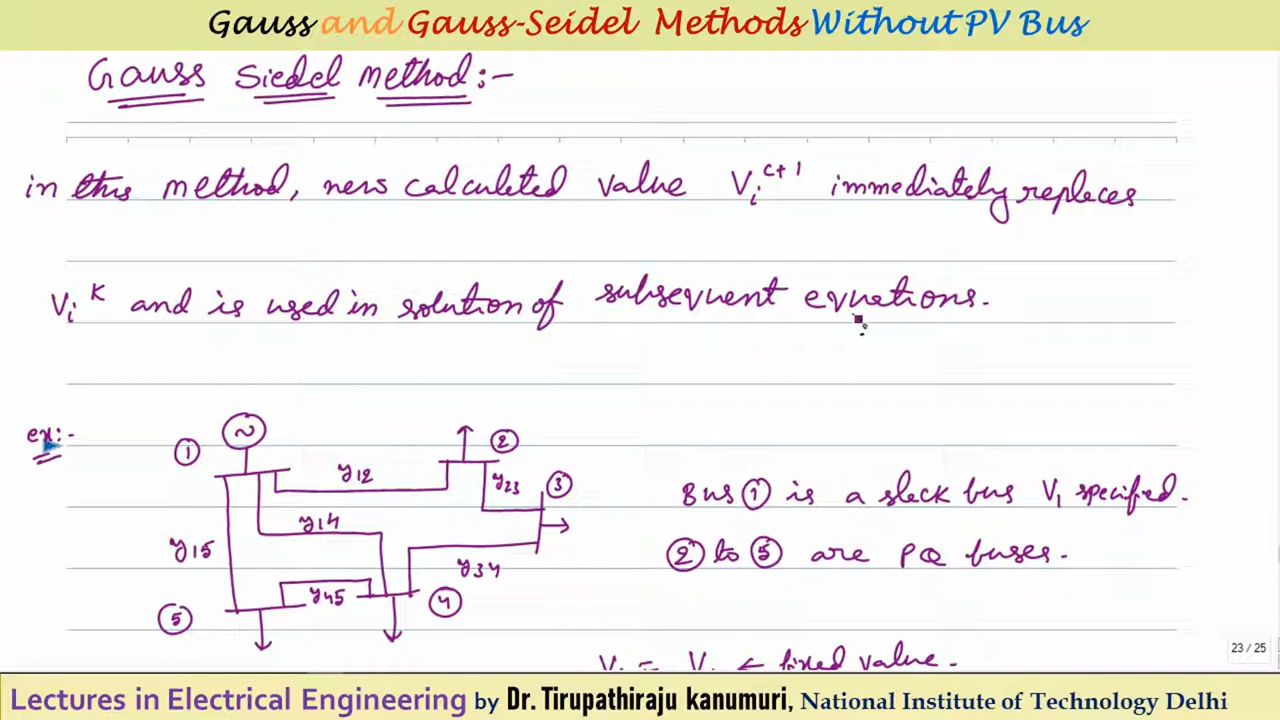 Gauss and Gauss-Seidel Methods Without PV Bus
Gauss Siedel method:-
in this method, new calculated value Vi^c+1 immediately replaces
Vi^K and is used in solution of subsequent equations.
ex:-
1
2
3
y12
y23
y14
y15
y34
y45
5
4
Bus ① is a slack bus V1 specified.
② to ⑤ are PQ buses.
← fixed value.
23 / 25
Lectures in Electrical Engineering by Dr. Tirupathiraju kanumuri, National Institute of Technology Delhi